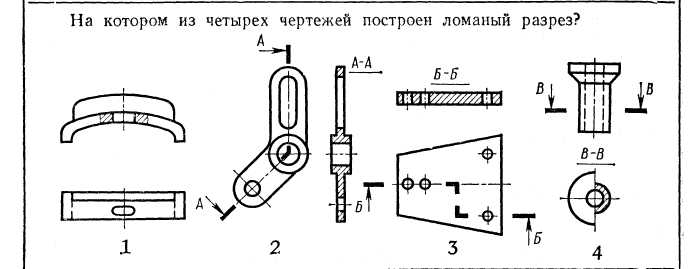 На котором из четырех чертежей построен ломаный разрез?
А
А-А
Б-Б
В
В
В-В
А
Б
Б
1
2
3
4